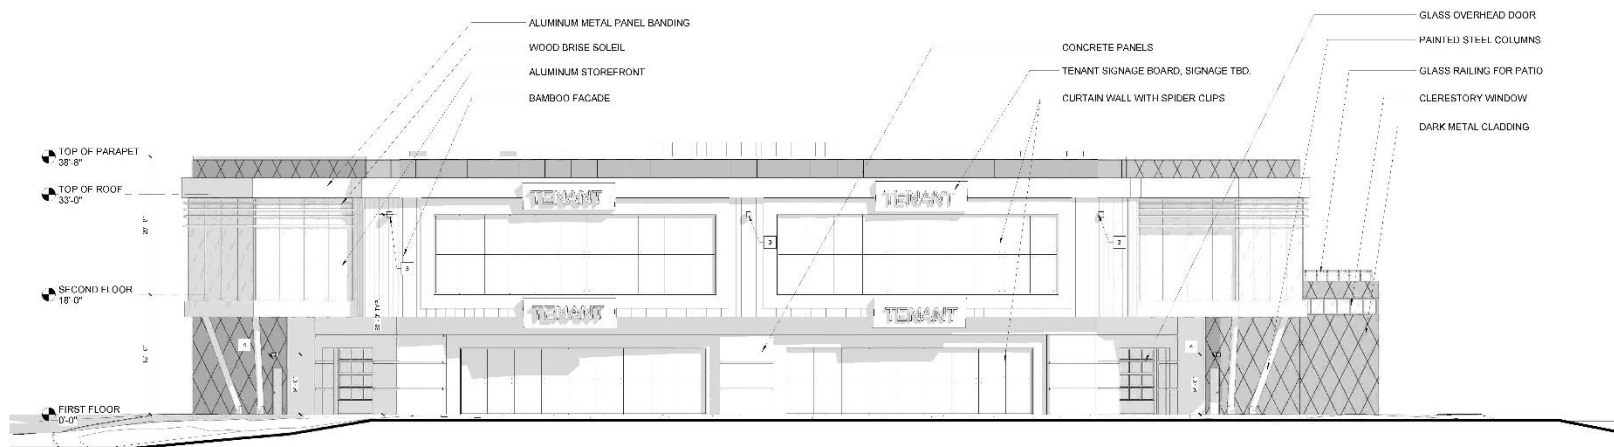 ALUMINUM METAL PANEL BANDING
WOOD BRISE SOLEIL
ALUMINUM STOREFRONT
BAMBOO FACADE
CONCRETE PANELS
TENANT SIGNAGE BOARD, SIGNAGE TBD.
CURTAIN WALL WITH SPIDER CLIPS
GLASS OVERHEAD DOOR
PAINTED STEEL COLUMNS
GLASS RAILING FOR PATIO
CLERESTORY WINDOW
DARK METAL CLADDING
TOP OF PARAPET
38'-8"
TOP OF ROOF
33'-0"
SECOND FLOOR
18'-0"
FIRST FLOOR
0'-0"
TENANT
TENANT
TENANT
TENANT
3
3
4